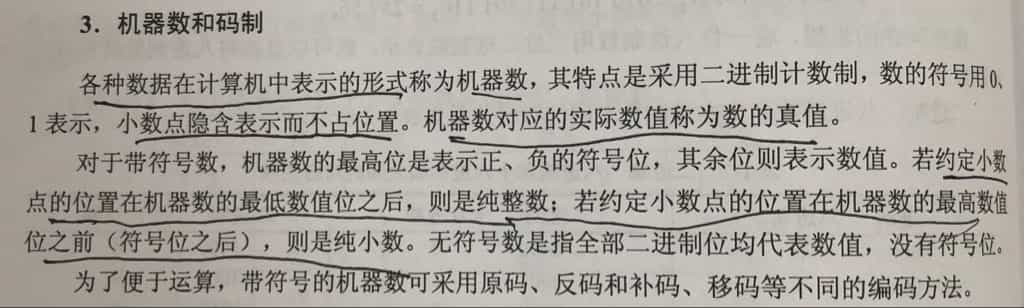 3．机器数和码制
各种数据在计算机中表示的形式称为机器数，其特点是采用二进制计数制，数的符号用0、
1表示，小数点隐含表示而不占位置。机器数对应的实际数值称为数的真值。
对于带符号数，机器数的最高位是表示正、负的符号位，其余位则表示数值。若约定小数
点的位置在机器数的最低数值位之后，则是纯整数；若约定小数点的位置在机器数的最高数值
位之前（符号位之后），则是纯小数。无符号数是指全部二进制位均代表数值，没有符号位。
为了便于运算，带符号的机器数可采用原码、反码和补码、移码等不同的编码方法。